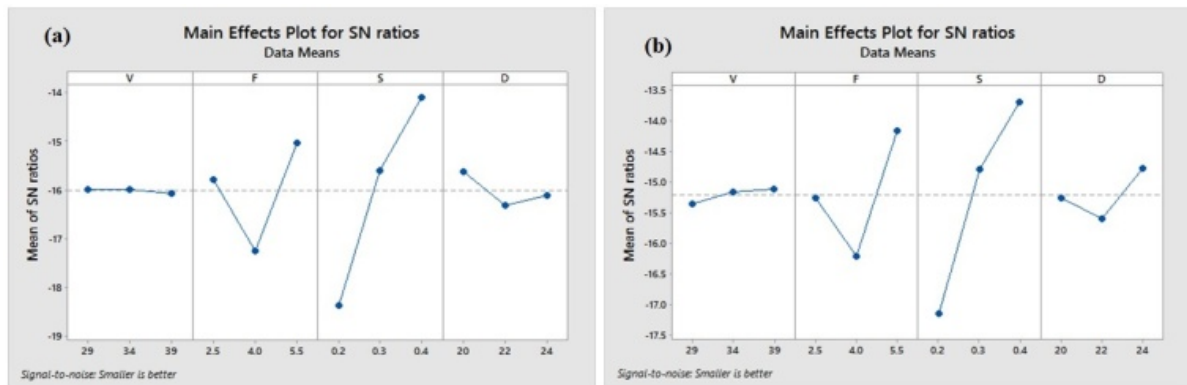 (a)
Main Effects Plot for SN ratios
Data Means
V F S D
-14
-15
-16
-17
-18
-19
Mean of SN ratios
29 34 39 2.5 4.0 5.5 0.2 0.3 0.4 20 22 24
Signal-to-noise: Smaller is better
(b)
Main Effects Plot for SN ratios
Data Means
V F S D
-13.5
-14.0
-14.5
-15.0
-15.5
-16.0
-16.5
-17.0
-17.5
Mean of SN ratios
29 34 39 2.5 4.0 5.5 0.2 0.3 0.4 20 22 24
Signal-to-noise: Smaller is better